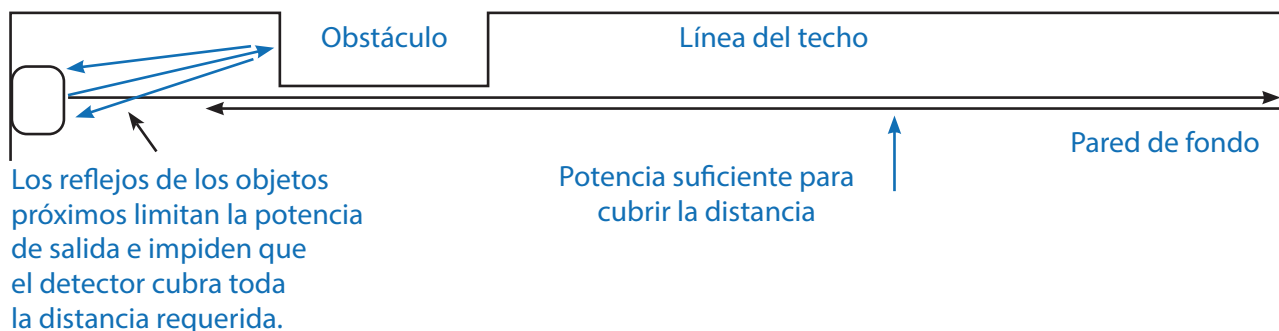 Obstáculo
Línea del techo
Pared de fondo
Los reflejos de los objetos
próximos limitan la potencia
de salida e impiden que
el detector cubra toda
la distancia requerida.
Potencia suficiente para
cubrir la distancia